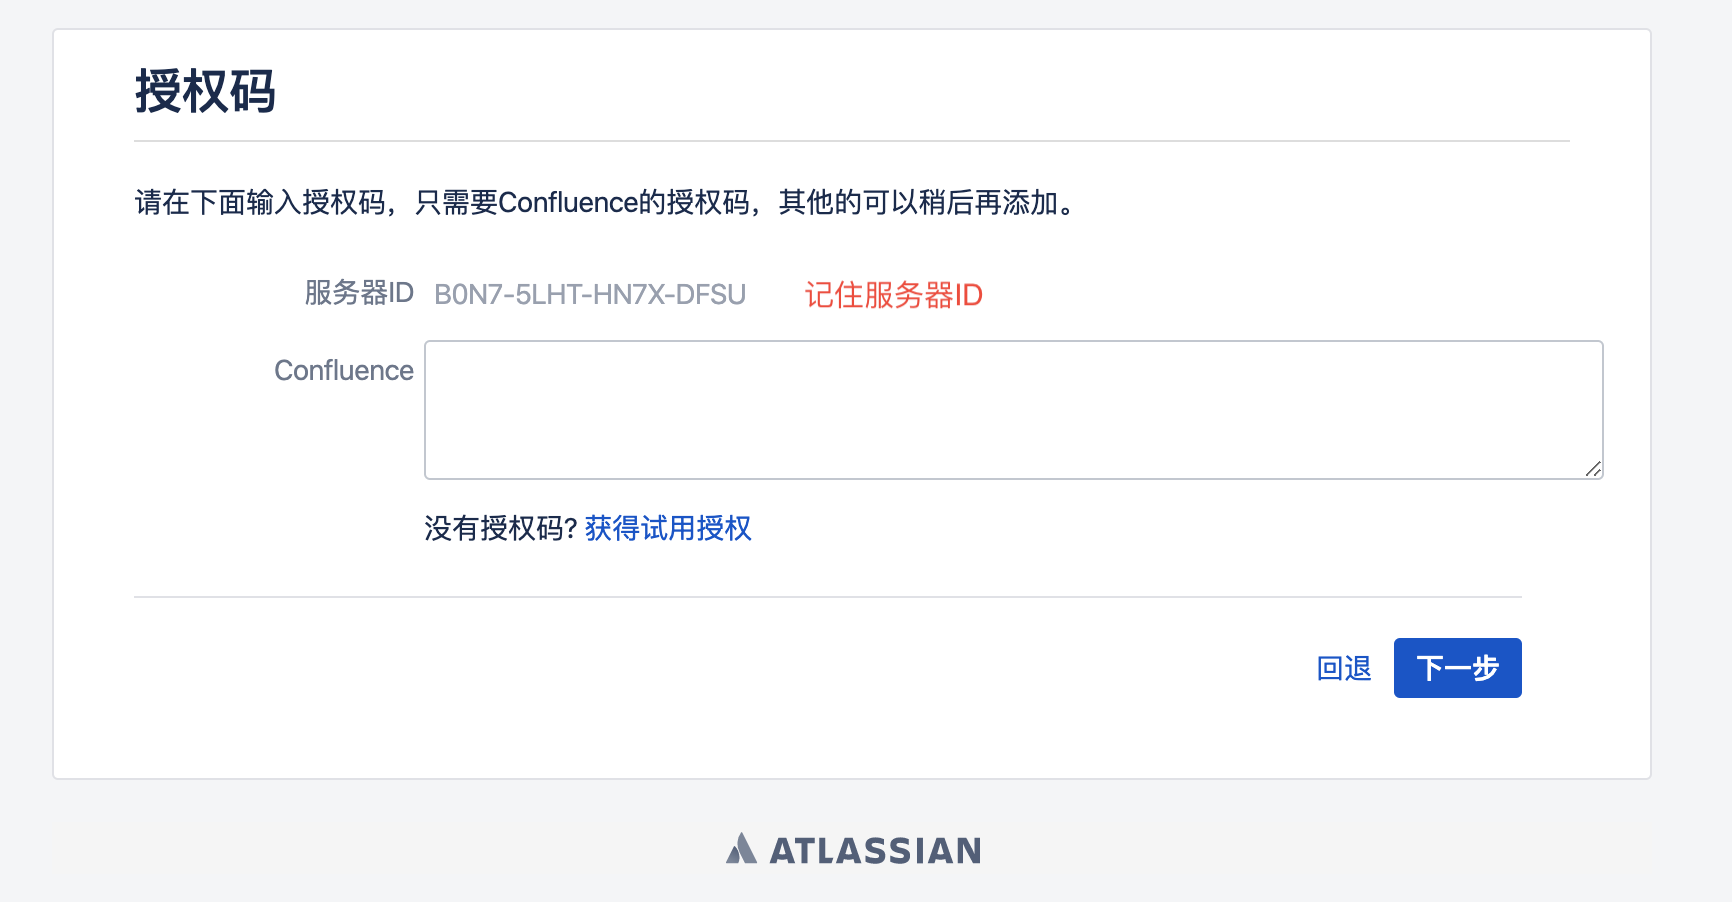 授权码
请在下面输入授权码，只需要Confluence的授权码，其他的可以稍后再添加。
服务器ID B0N7-5LHT-HN7X-DFSU 记住服务器ID
Confluence
没有授权码? 获得试用授权
回退 下一步
ATLASSIAN